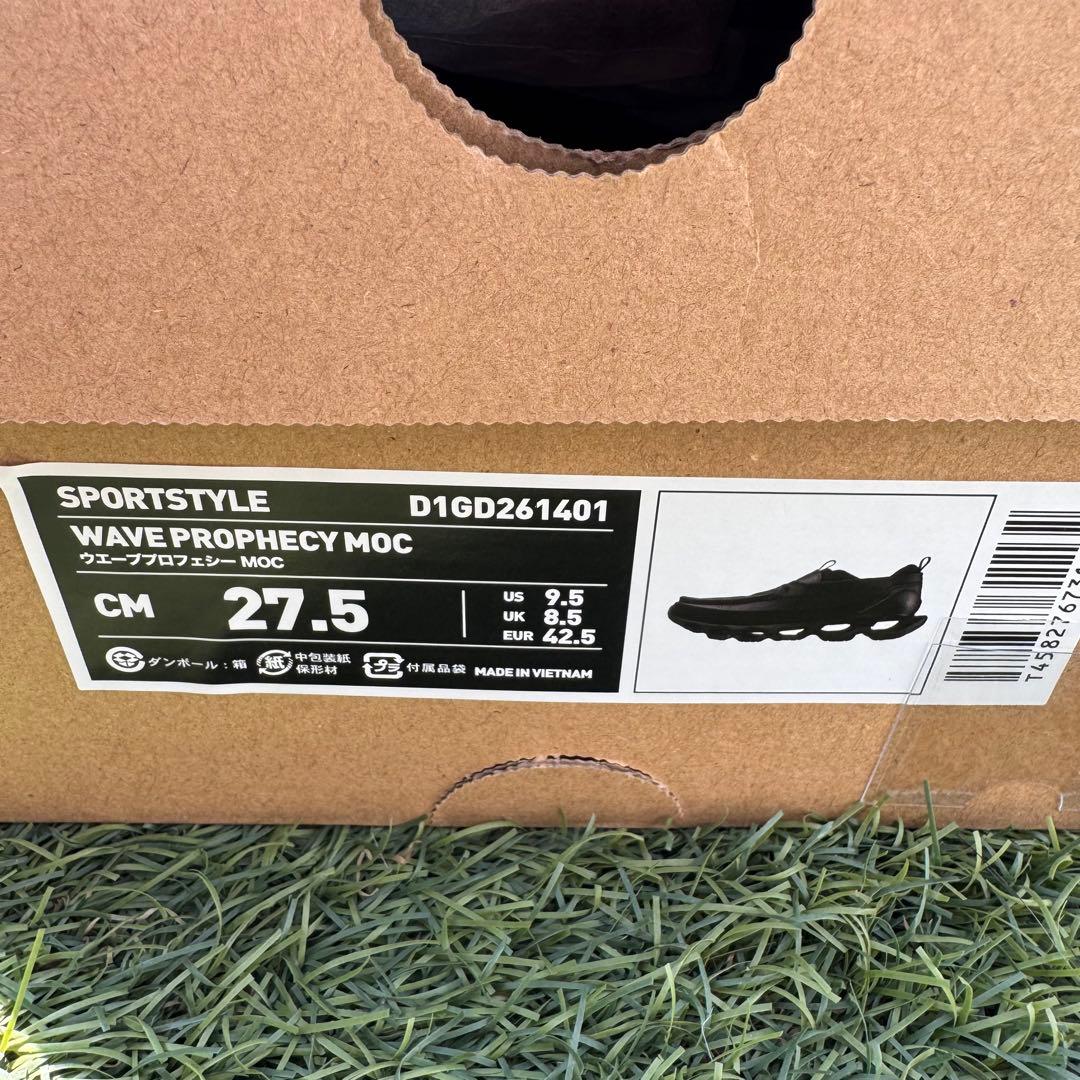 SPORTSTYLE D1GD261401
WAVE PROPHECY MOC
ウエーブプロフェシー MOC
CM 27.5
US 9.5
UK 8.5
EUR 42.5
ダンボール：箱
紙 中包装紙
保形材
プラ 付属品袋
MADE IN VIETNAM